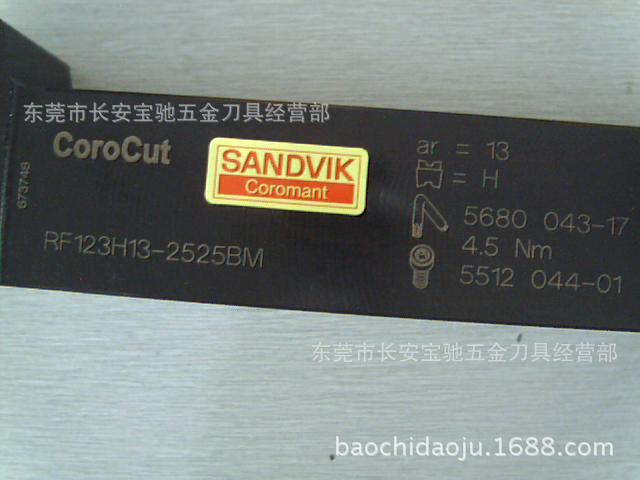 东莞市长安宝驰五金刀具经营部
CoroCut
673746
SANDVIK
Coromant
RF123H13-2525BM
ar = 13
= H
5680 043-17
4.5 Nm
5512 044-01
东莞市长安宝驰五金刀具经营部
baochidaoju.1688.com